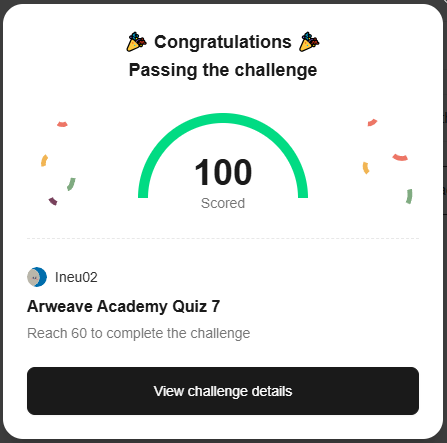 Congratulations
Passing the challenge
100
Scored
Ineu02
Arweave Academy Quiz 7
Reach 60 to complete the challenge
View challenge details